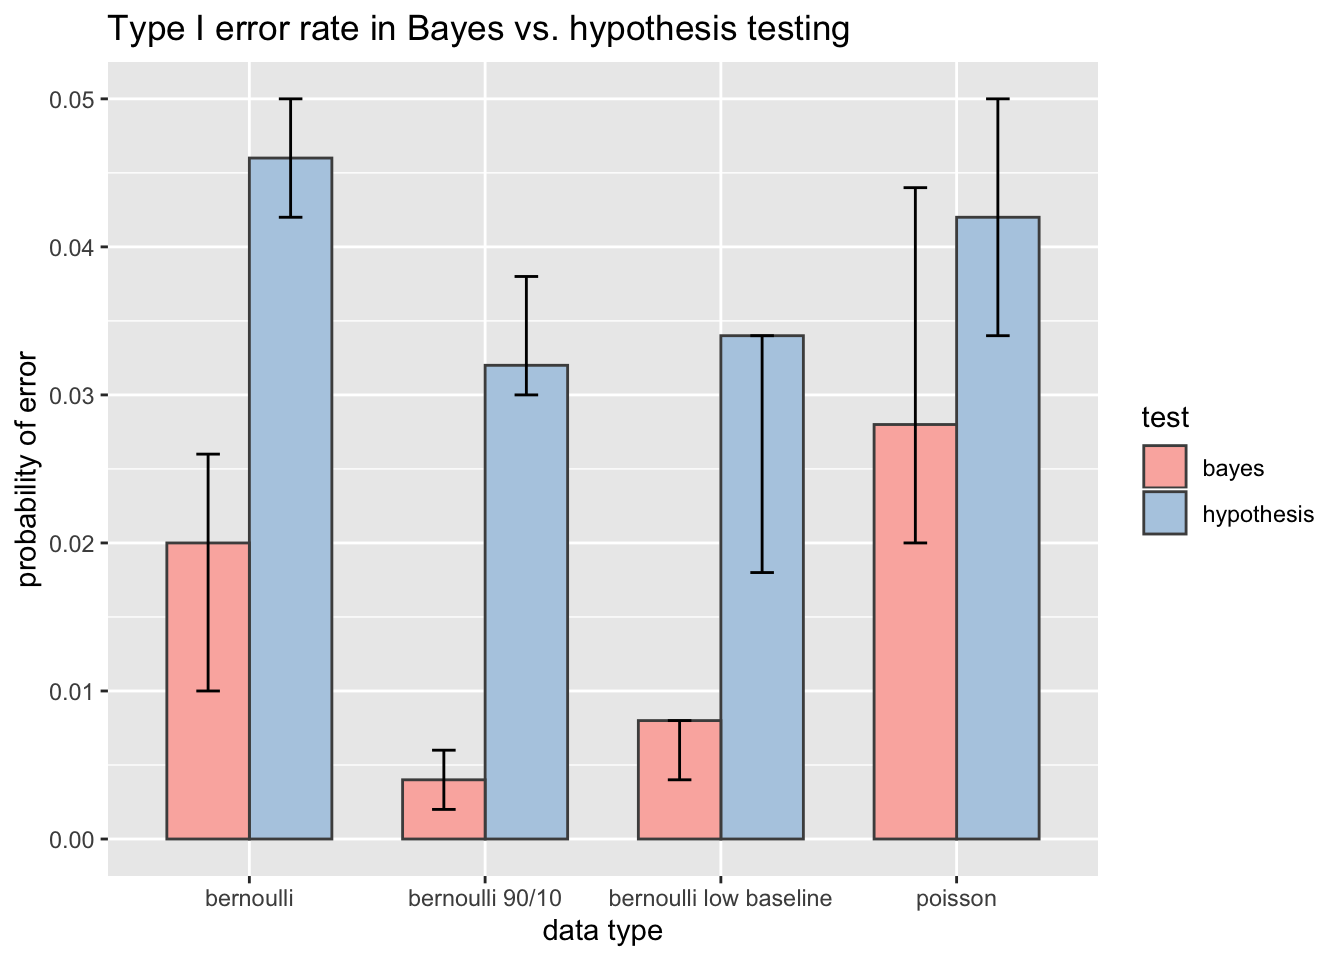 Type I error rate in Bayes vs. hypothesis testing
probability of error
0.05
0.04
0.03
0.02
0.01
0.00
bernoulli
bernoulli 90/10
bernoulli low baseline
poisson
data type
test
bayes
hypothesis